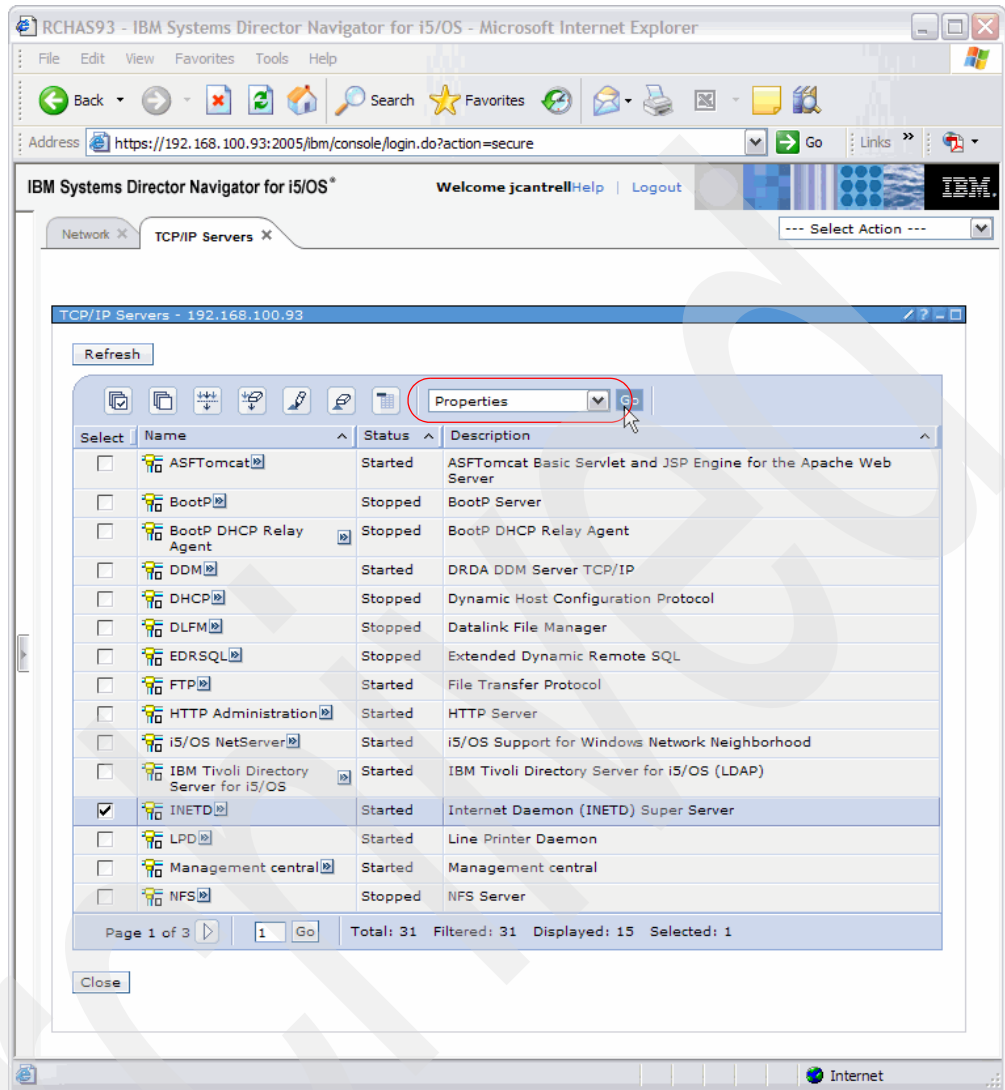 RCHAS93 - IBM Systems Director Navigator for i5/OS - Microsoft Internet Explorer
File Edit View Favorites Tools Help
Back Search Favorites
Address https://192.168.100.93:2005/ibm/console/login.do?action=secure Go Links »
IBM Systems Director Navigator for i5/OS® Welcome jcantrellHelp | Logout IBM.
Network TCP/IP Servers --- Select Action ---
TCP/IP Servers - 192.168.100.93
Refresh
Properties Go
Select Name Status Description
ASFTomcat Started ASFTomcat Basic Servlet and JSP Engine for the Apache Web
Server
BootP Stopped BootP Server
BootP DHCP Relay Stopped BootP DHCP Relay Agent
Agent
DDM Started DRDA DDM Server TCP/IP
DHCP Stopped Dynamic Host Configuration Protocol
DLFM Stopped Datalink File Manager
EDRSQL Stopped Extended Dynamic Remote SQL
FTP Started File Transfer Protocol
HTTP Administration Started HTTP Server
i5/OS NetServer Started i5/OS Support for Windows Network Neighborhood
IBM Tivoli Directory Started IBM Tivoli Directory Server for i5/OS (LDAP)
Server for i5/OS
INETD Started Internet Daemon (INETD) Super Server
LPD Started Line Printer Daemon
Management central Started Management central
NFS Stopped NFS Server
Page 1 of 3 1 Go Total: 31 Filtered: 31 Displayed: 15 Selected: 1
Close
Internet